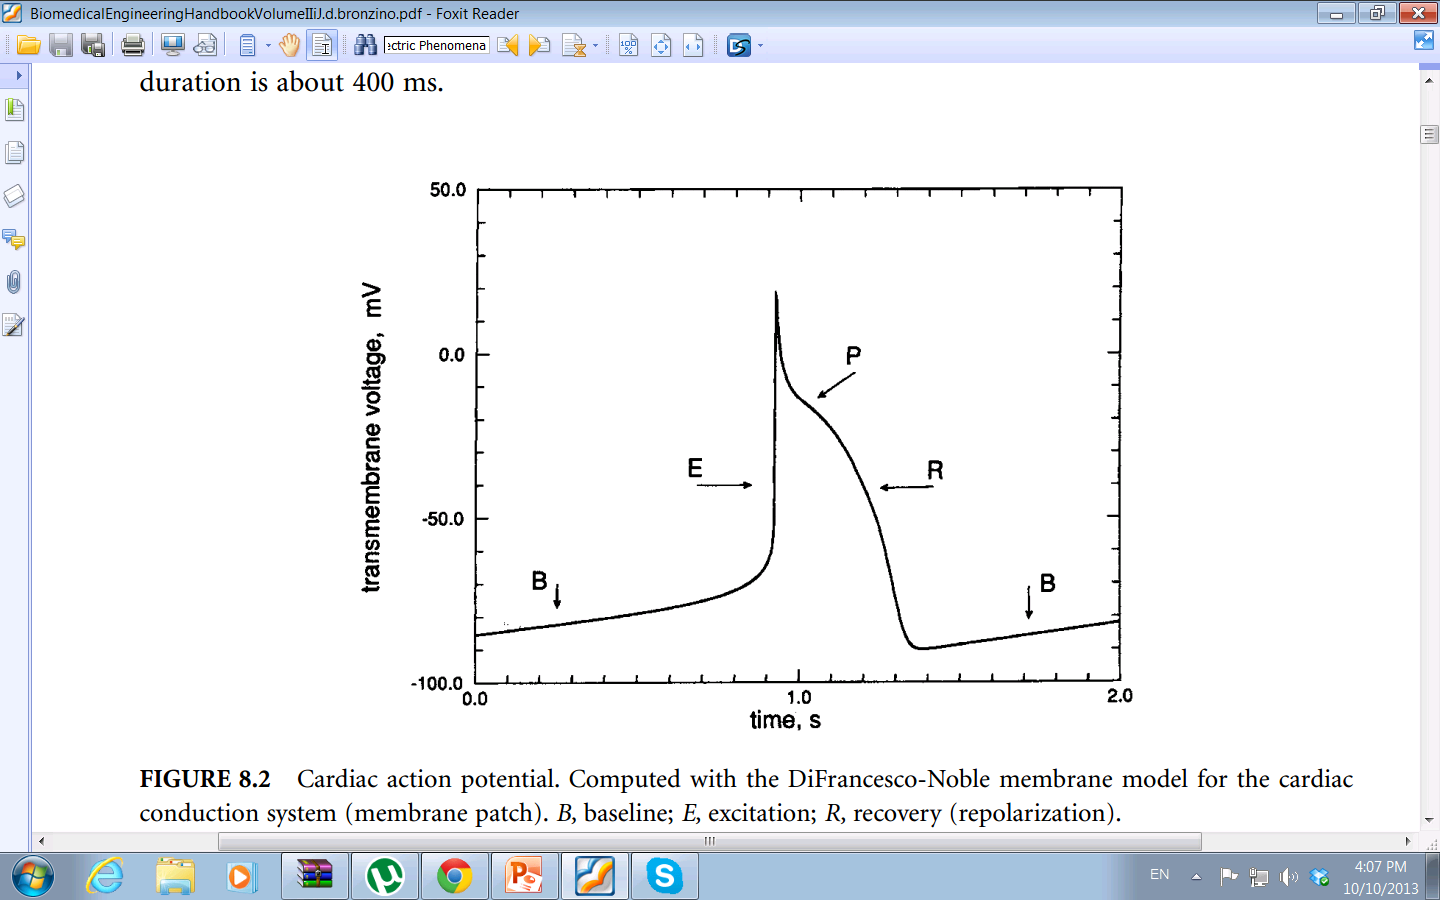 BiomedicalEngineeringHandbookVolumeIIiJ.d.bronzino.pdf - Foxit Reader
ctric Phenomena
duration is about 400 ms.
50.0
0.0
-50.0
-100.0
transmembrane voltage, mV
P
E
R
B
B
0.0
1.0
2.0
time, s
FIGURE 8.2 Cardiac action potential. Computed with the DiFrancesco-Noble membrane model for the cardiac
conduction system (membrane patch). B, baseline; E, excitation; R, recovery (repolarization).
EN
4:07 PM
10/10/2013